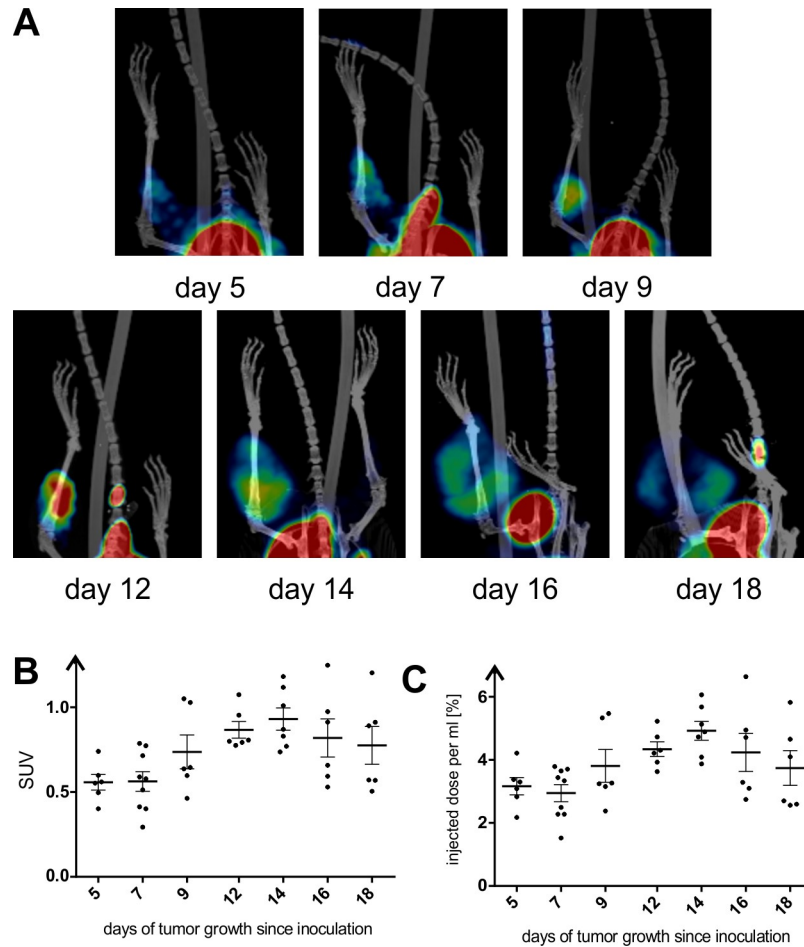 A
day 5 day 7 day 9
day 12 day 14 day 16 day 18
B
SUV
1.0
0.5
0.0
5 7 9 12 14 16 18
days of tumor growth since inoculation
C
injected dose per ml [%]
6
4
2
0
5 7 9 12 14 16 18
days of tumor growth since inoculation